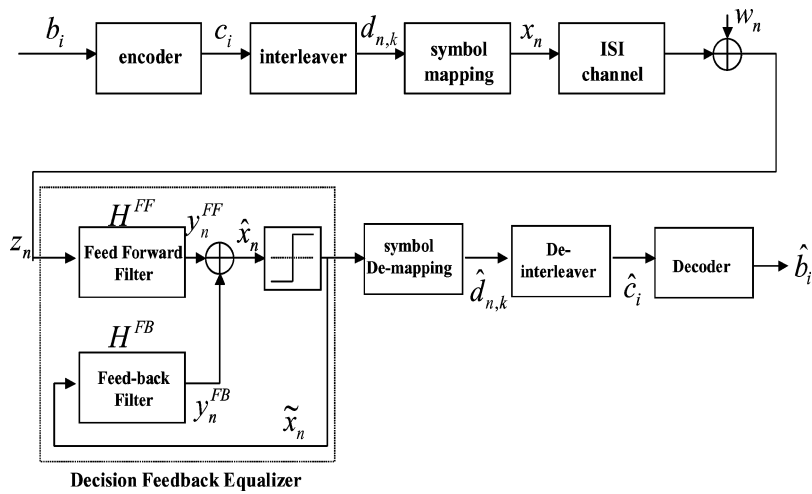 b_i
encoder
c_i
interleaver
d_{n,k}
symbol
mapping
x_n
ISI
channel
w_n
z_n
H^{FF}
Feed Forward
Filter
y_n^{FF}
x̂_n
symbol
De-mapping
d̂_{n,k}
De-
interleaver
ĉ_i
Decoder
b̂_i
H^{FB}
Feed-back
Filter
y_n^{FB}
x̃_n
Decision Feedback Equalizer